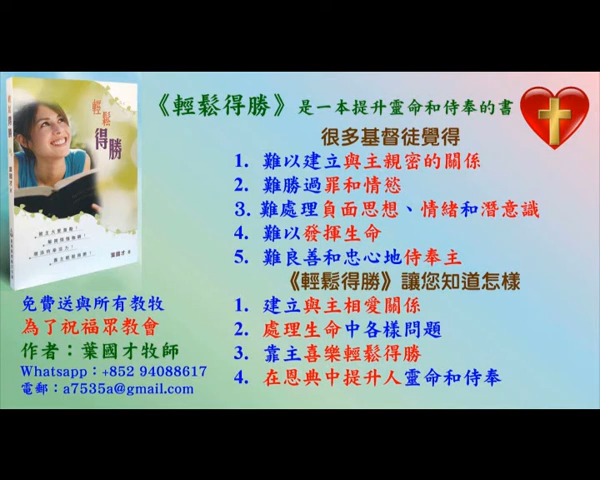 《輕鬆得勝》是一本提升靈命和侍奉的書
很多基督徒覺得
1. 難以建立與主親密的關係
2. 難勝過罪和情慾
3. 難處理負面思想、情緒和潛意識
4. 難以發揮生命
5. 難良善和忠心地侍奉主
《輕鬆得勝》讓您知道怎樣
1. 建立與主相愛關係
2. 處理生命中各樣問題
3. 靠主喜樂輕鬆得勝
4. 在恩典中提升人靈命和侍奉
輕鬆
得勝
葉國才 著
輕鬆得勝
免費送與所有教牧
為了祝福眾教會
作者：葉國才牧師
Whatsapp：+852 94088617
電郵：a7535a@gmail.com